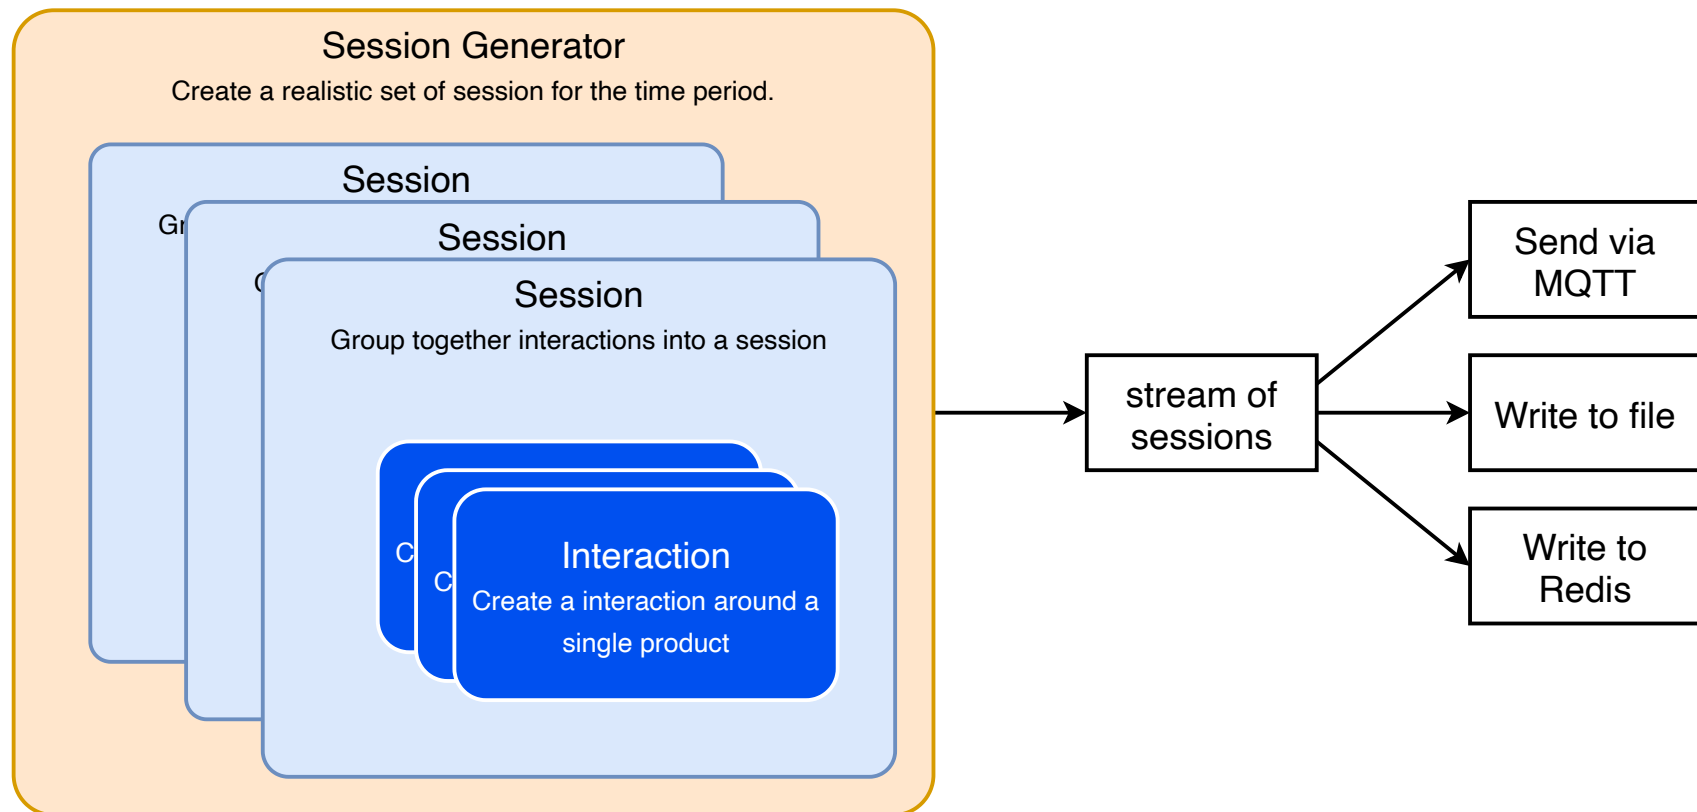 Session Generator
Create a realistic set of session for the time period.
Session
Session
Session
Group together interactions into a session
Interaction
Create a interaction around a
single product
stream of
sessions
Send via
MQTT
Write to file
Write to
Redis